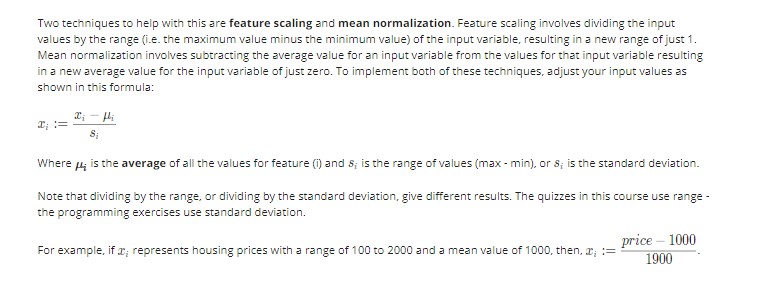 Two techniques to help with this are feature scaling and mean normalization. Feature scaling involves dividing the input
values by the range (i.e. the maximum value minus the minimum value) of the input variable, resulting in a new range of just 1.
Mean normalization involves subtracting the average value for an input variable from the values for that input variable resulting
in a new average value for the input variable of just zero. To implement both of these techniques, adjust your input values as
shown in this formula:
x_i := (x_i − μ_i) / s_i
Where μ_i is the average of all the values for feature (i) and s_i is the range of values (max - min), or s_i is the standard deviation.
Note that dividing by the range, or dividing by the standard deviation, give different results. The quizzes in this course use range -
the programming exercises use standard deviation.
For example, if x_i represents housing prices with a range of 100 to 2000 and a mean value of 1000, then, x_i := (price − 1000) / 1900.